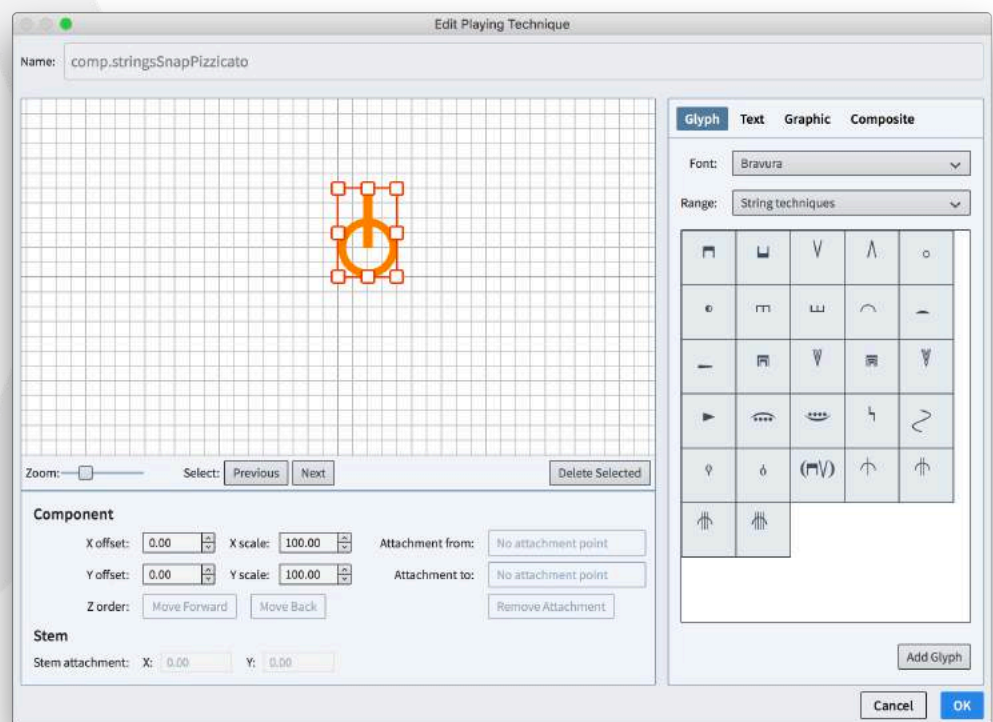 Edit Playing Technique
Name: comp.stringsSnapPizzicato
Glyph Text Graphic Composite
Font: Bravura
Range: String techniques
Zoom: Select: Previous Next Delete Selected
Component
X offset: 0.00 X scale: 100.00 Attachment from: No attachment point
Y offset: 0.00 Y scale: 100.00 Attachment to: No attachment point
Z order: Move Forward Move Back Remove Attachment
Stem
Stem attachment: X: 0.00 Y: 0.00
Add Glyph
Cancel OK